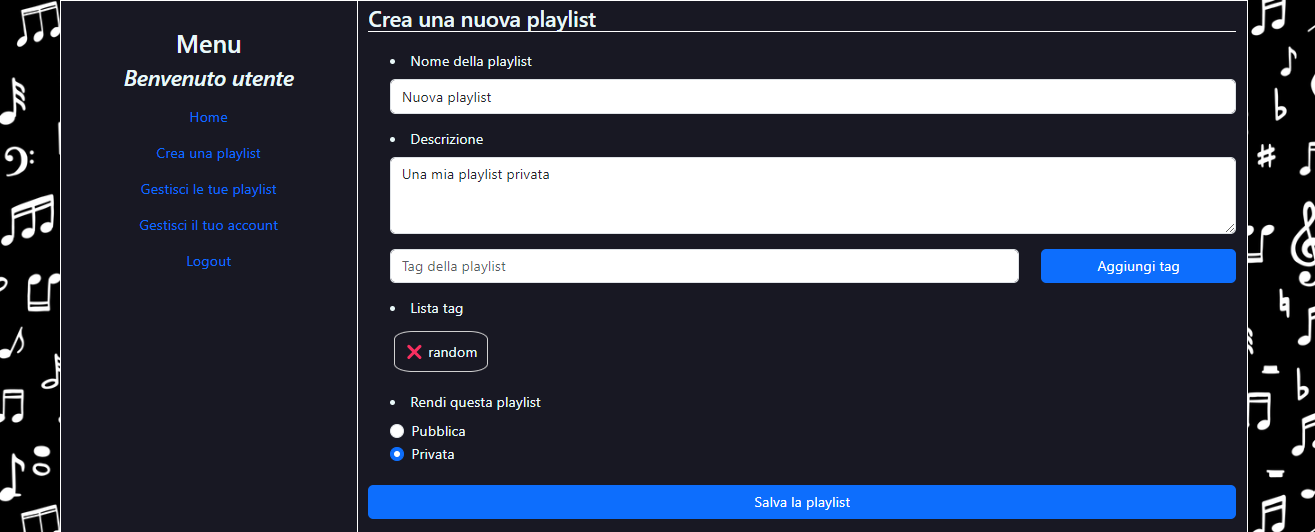 Menu
Benvenuto utente
Home
Crea una playlist
Gestisci le tue playlist
Gestisci il tuo account
Logout
Crea una nuova playlist
Nome della playlist
Nuova playlist
Descrizione
Una mia playlist privata
Tag della playlist
Aggiungi tag
Lista tag
❌ random
Rendi questa playlist
Pubblica
Privata
Salva la playlist